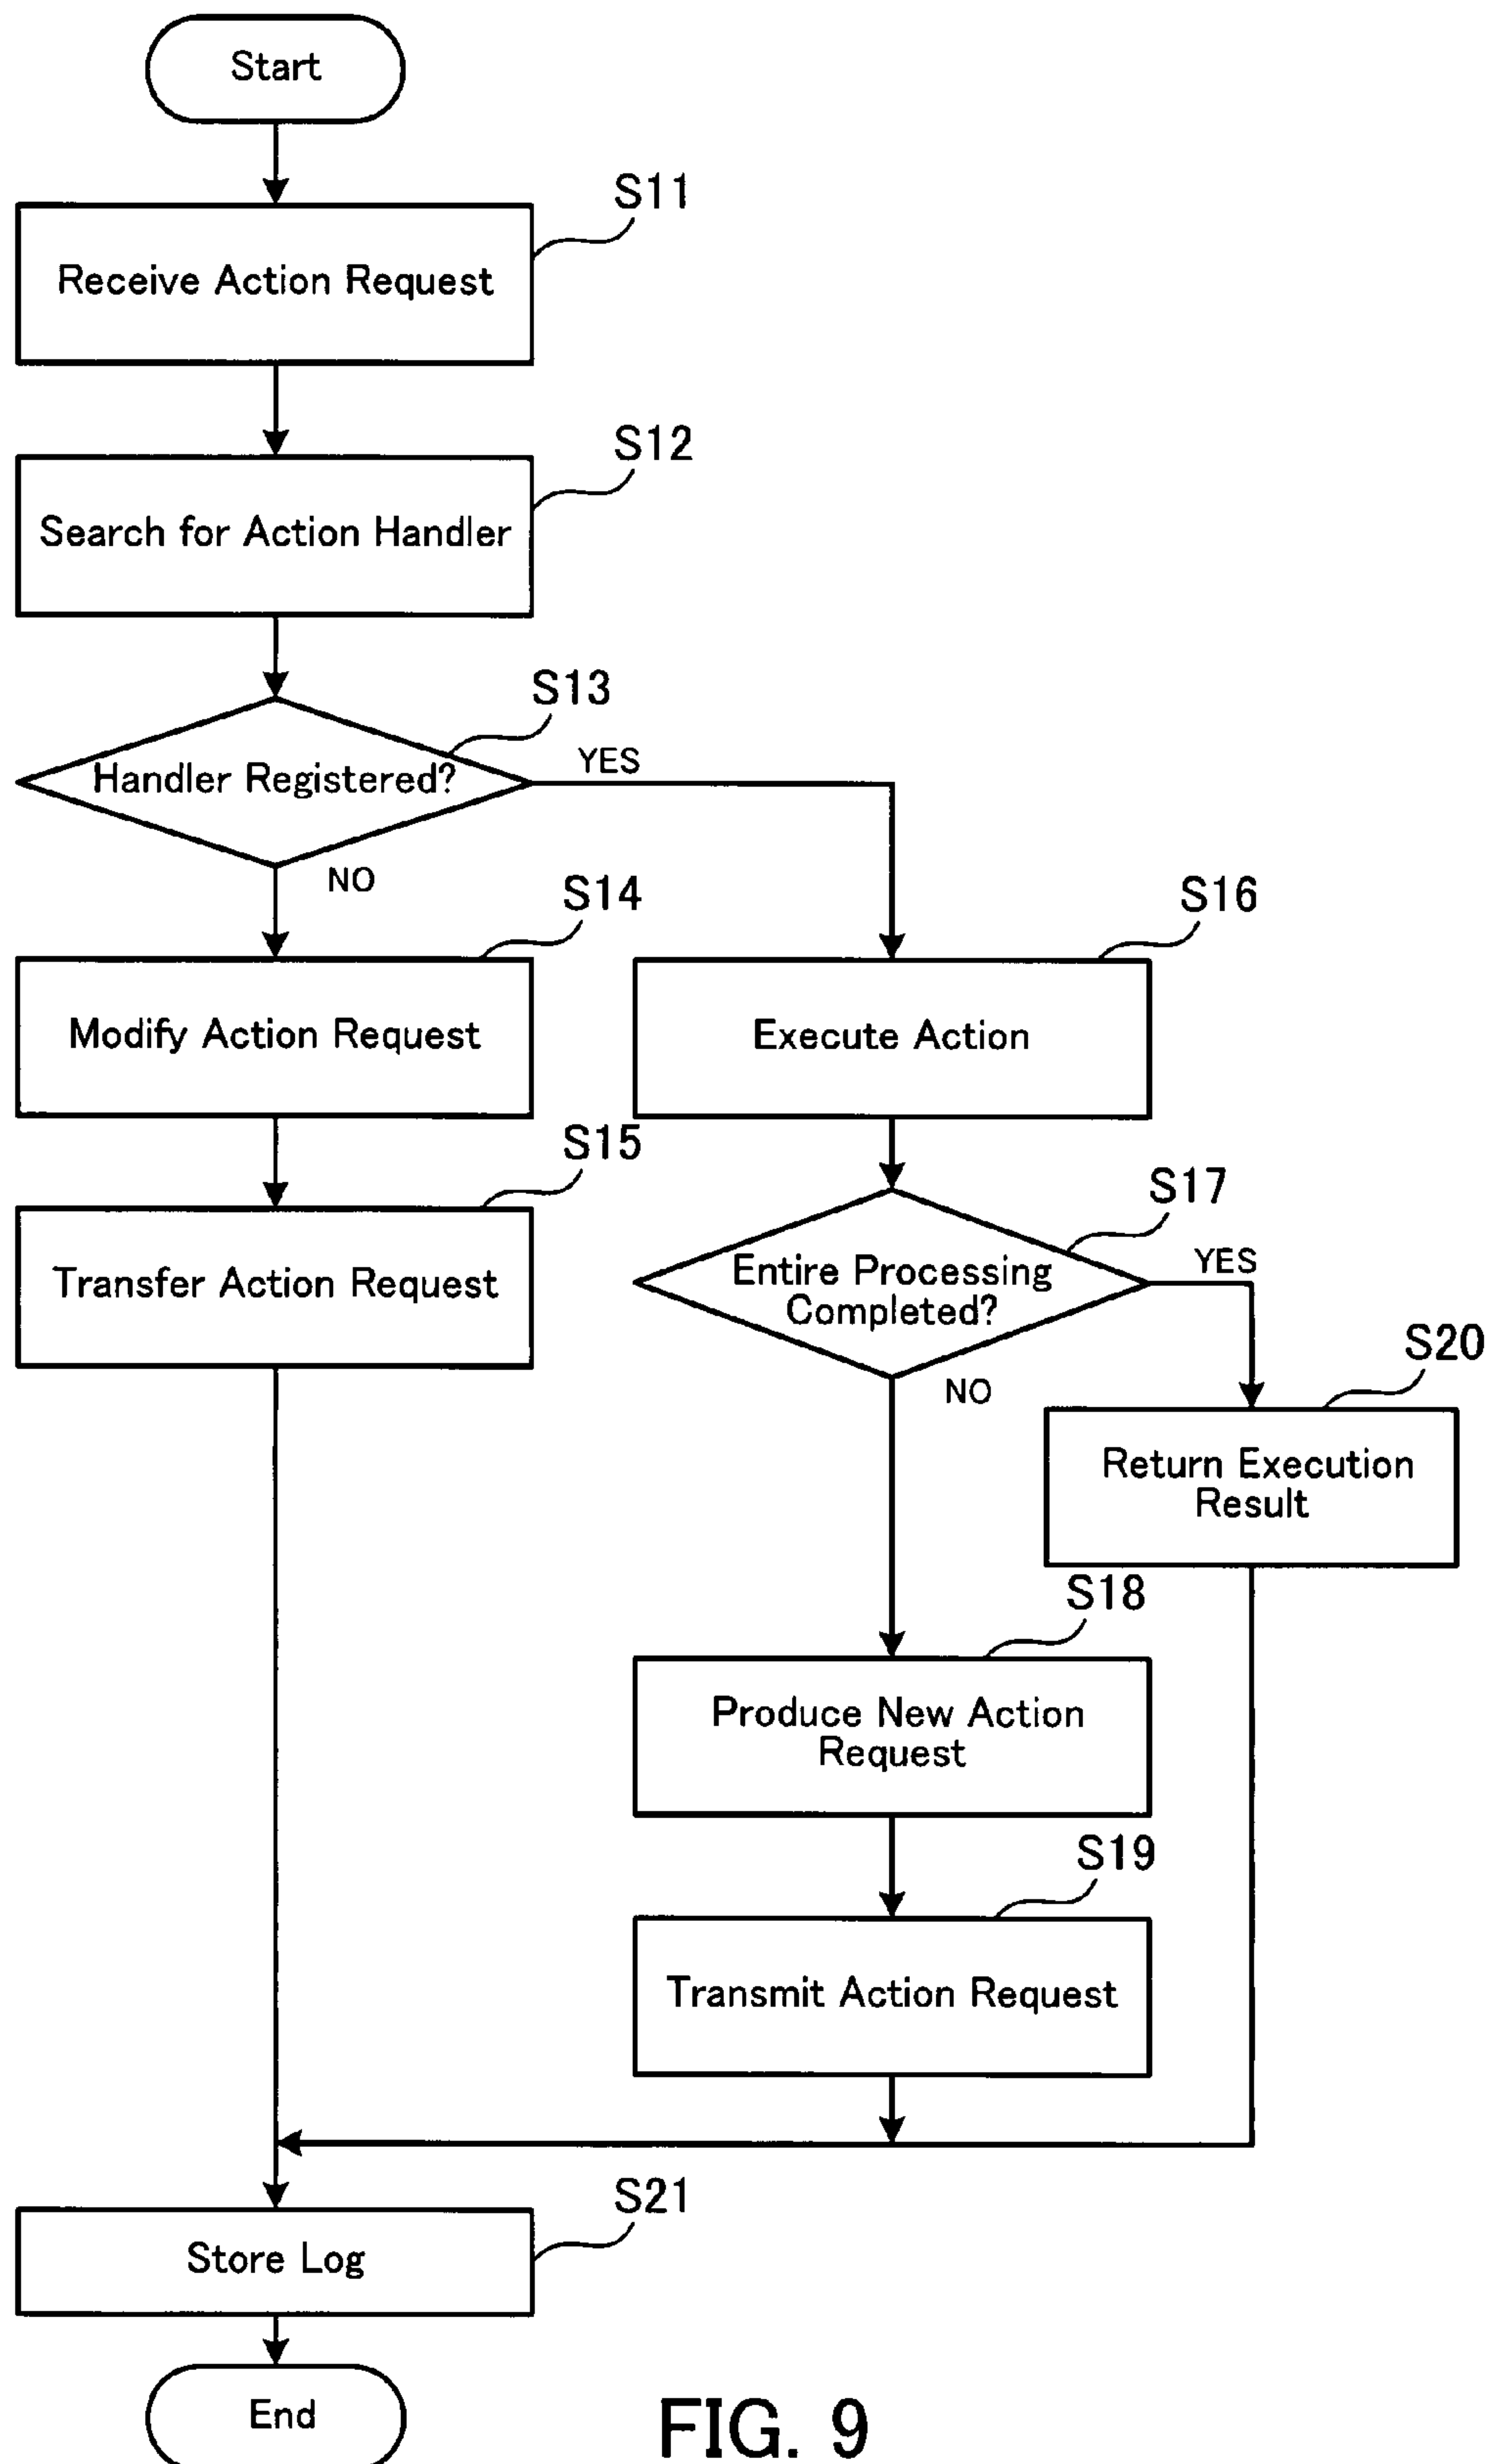 Start
S11
Receive Action Request
S12
Search for Action Handler
S13
Handler Registered?
YES
NO
S14
S16
Modify Action Request
Execute Action
S15
S17
Transfer Action Request
Entire Processing
Completed?
YES
NO
S20
Return Execution
Result
S18
Produce New Action
Request
S19
Transmit Action Request
S21
Store Log
End
FIG. 9